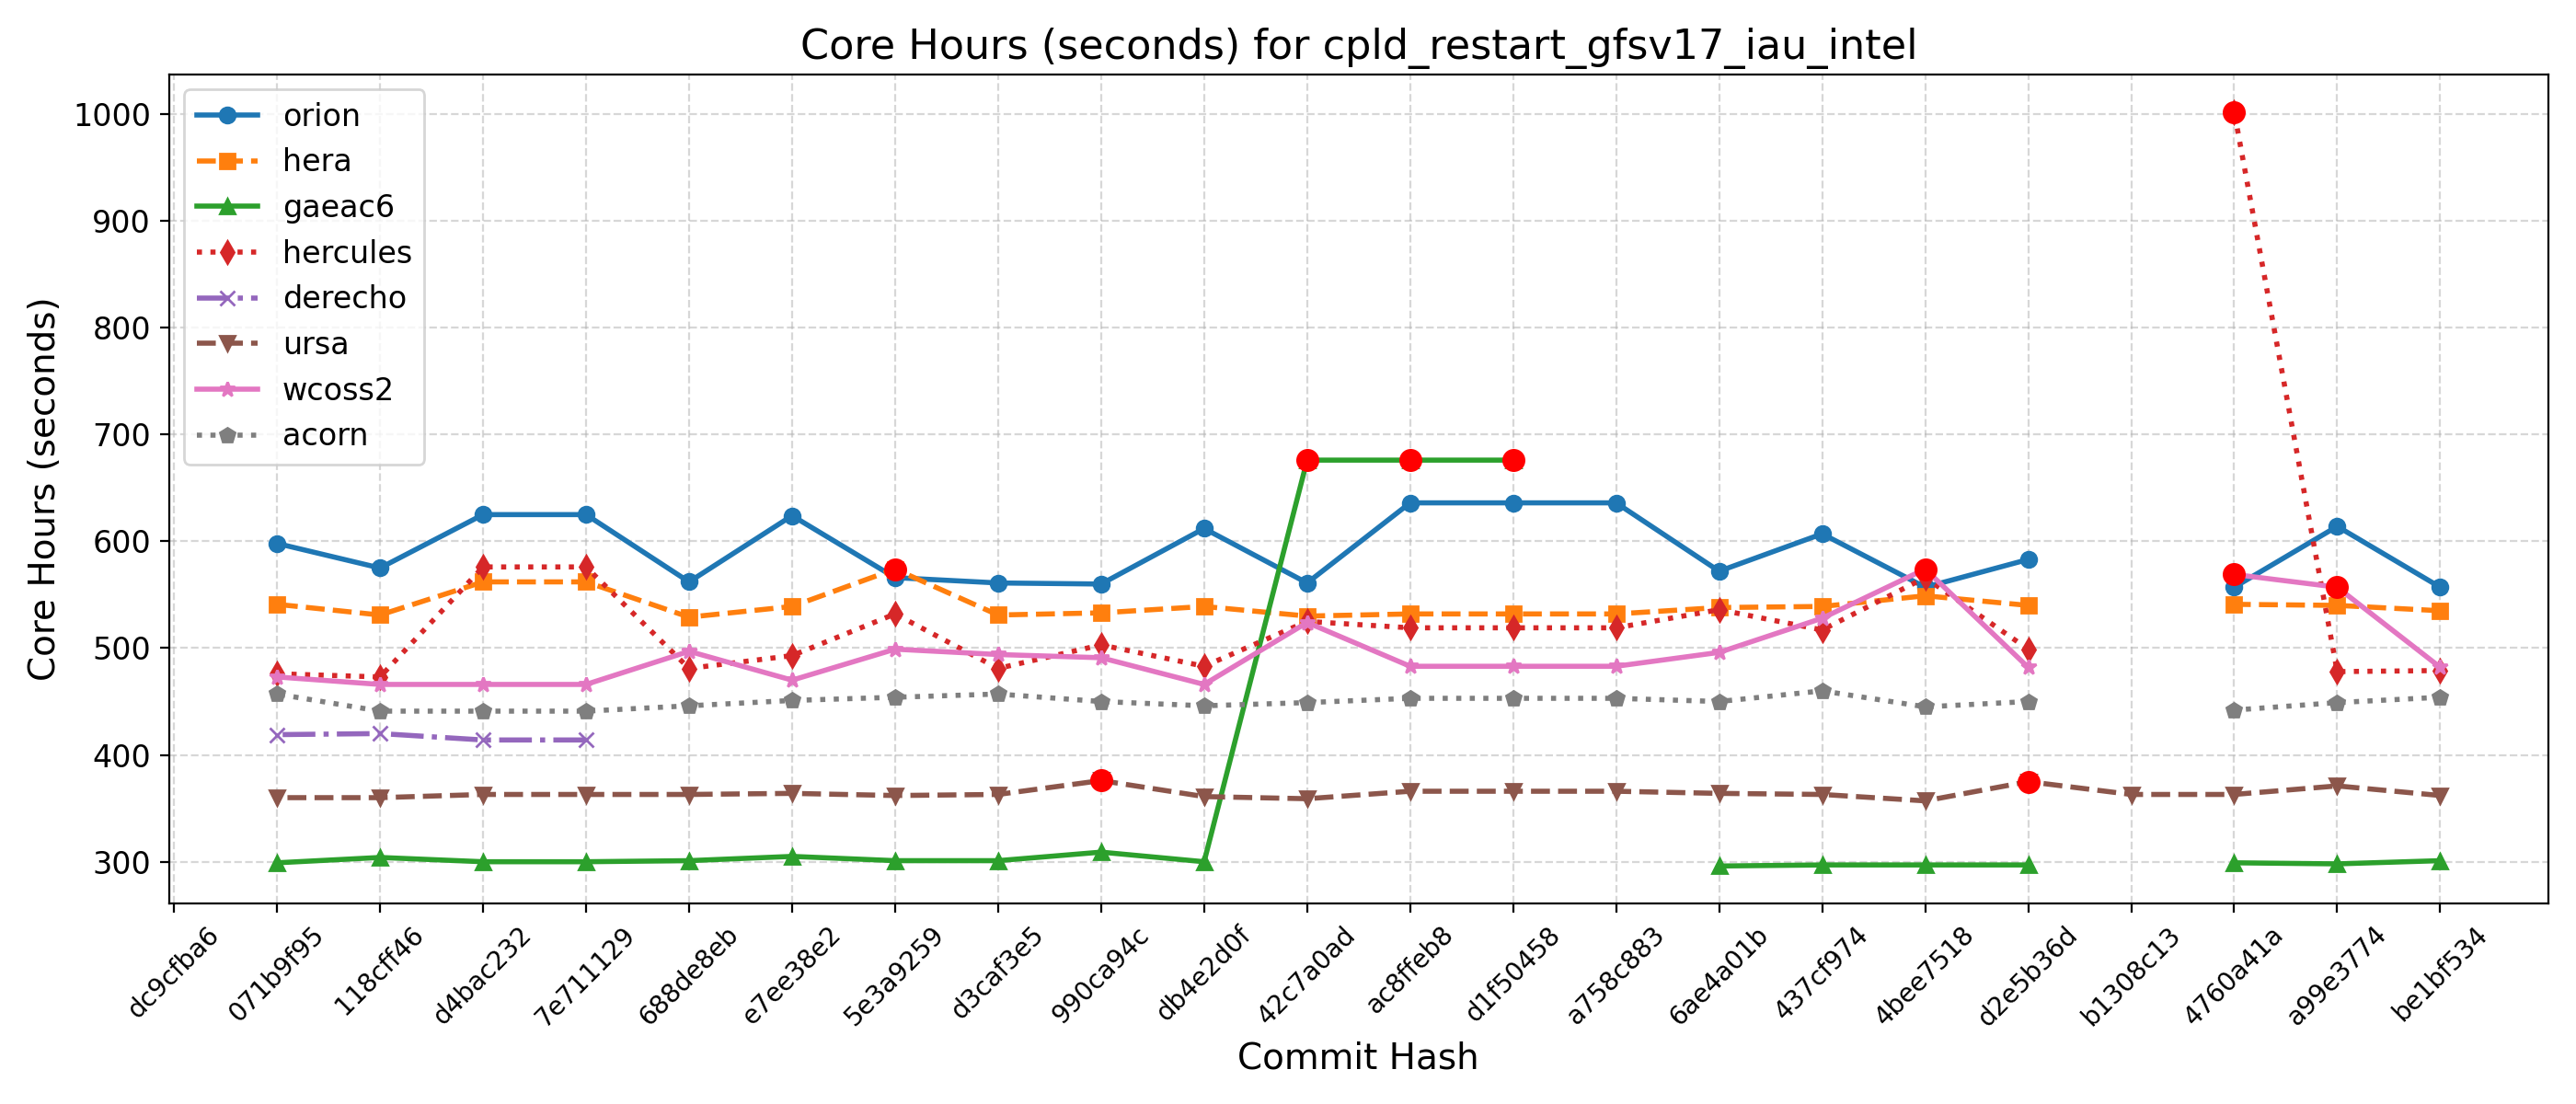 Core Hours (seconds) for cpld_restart_gfsv17_iau_intel
Core Hours (seconds)
1000
900
800
700
600
500
400
300
orion
hera
gaeac6
hercules
derecho
ursa
wcoss2
acorn
dc9cfba6
071b9f95
118cff46
d4bac232
7e711129
688de8eb
e7ee38e2
5e3a9259
d3caf3e5
990ca94c
db4e2d0f
42c7a0ad
ac8ffeb8
d1f50458
a758c883
6ae4a01b
437cf974
4bee7518
d2e5b36d
b1308c13
4760a41a
a99e3774
be1bf534
Commit Hash